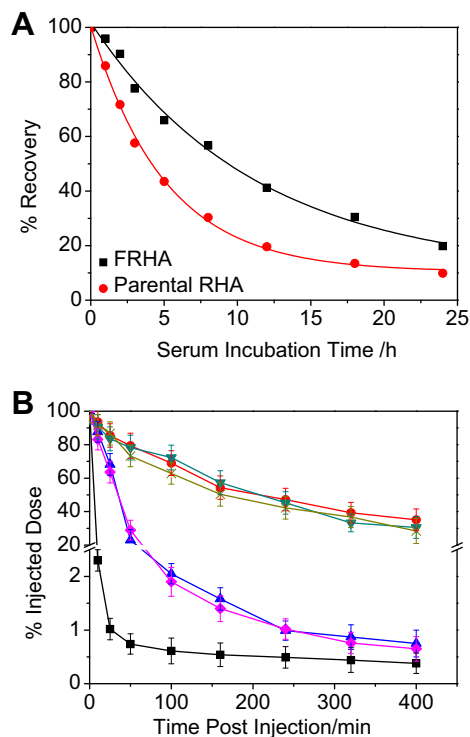 A
100
80
60
40
20
0
% Recovery
FRHA
Parental RHA
0 5 10 15 20 25
Serum Incubation Time /h
B
100
80
60
40
20
2
1
0
% Injected Dose
0 100 200 300 400
Time Post Injection/min